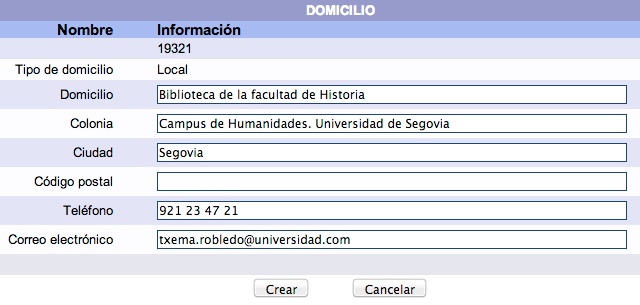 DOMICILIO
Nombre Información
19321
Tipo de domicilio Local
Domicilio Biblioteca de la facultad de Historia
Colonia Campus de Humanidades. Universidad de Segovia
Ciudad Segovia
Código postal
Teléfono 921 23 47 21
Correo electrónico txema.robledo@universidad.com
Crear Cancelar